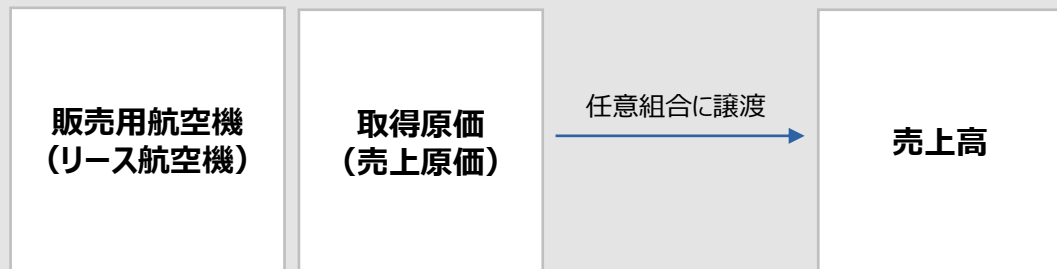 販売用航空機
（リース航空機）
取得原価
（売上原価）
任意組合に譲渡
売上高